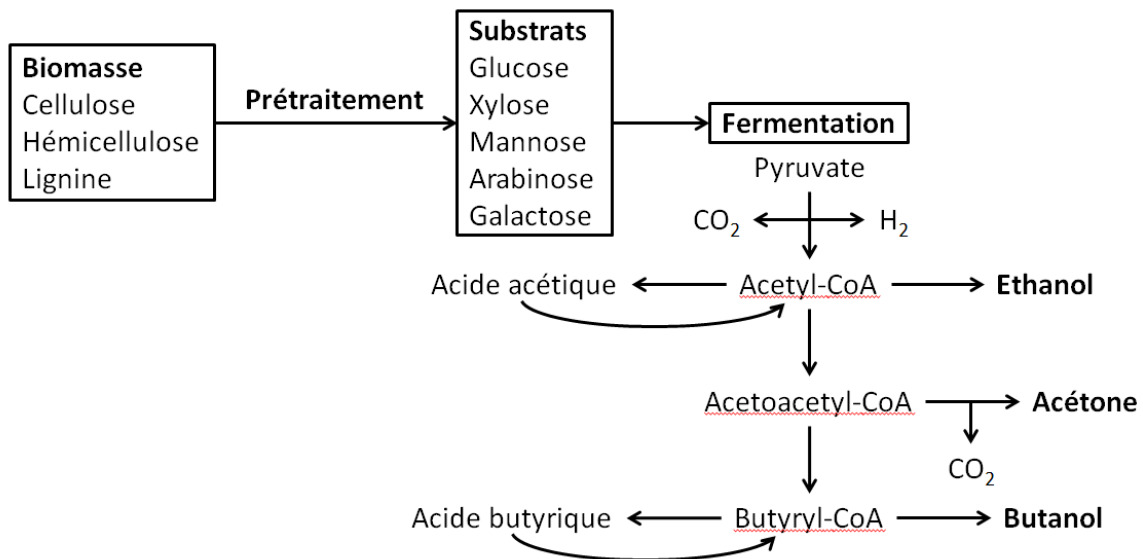 Biomasse
Cellulose
Hémicellulose
Lignine
Prétraitement
Substrats
Glucose
Xylose
Mannose
Arabinose
Galactose
Fermentation
Pyruvate
CO₂ H₂
Acide acétique Acetyl-CoA Ethanol
Acetoacetyl-CoA Acétone
CO₂
Acide butyrique Butyryl-CoA Butanol